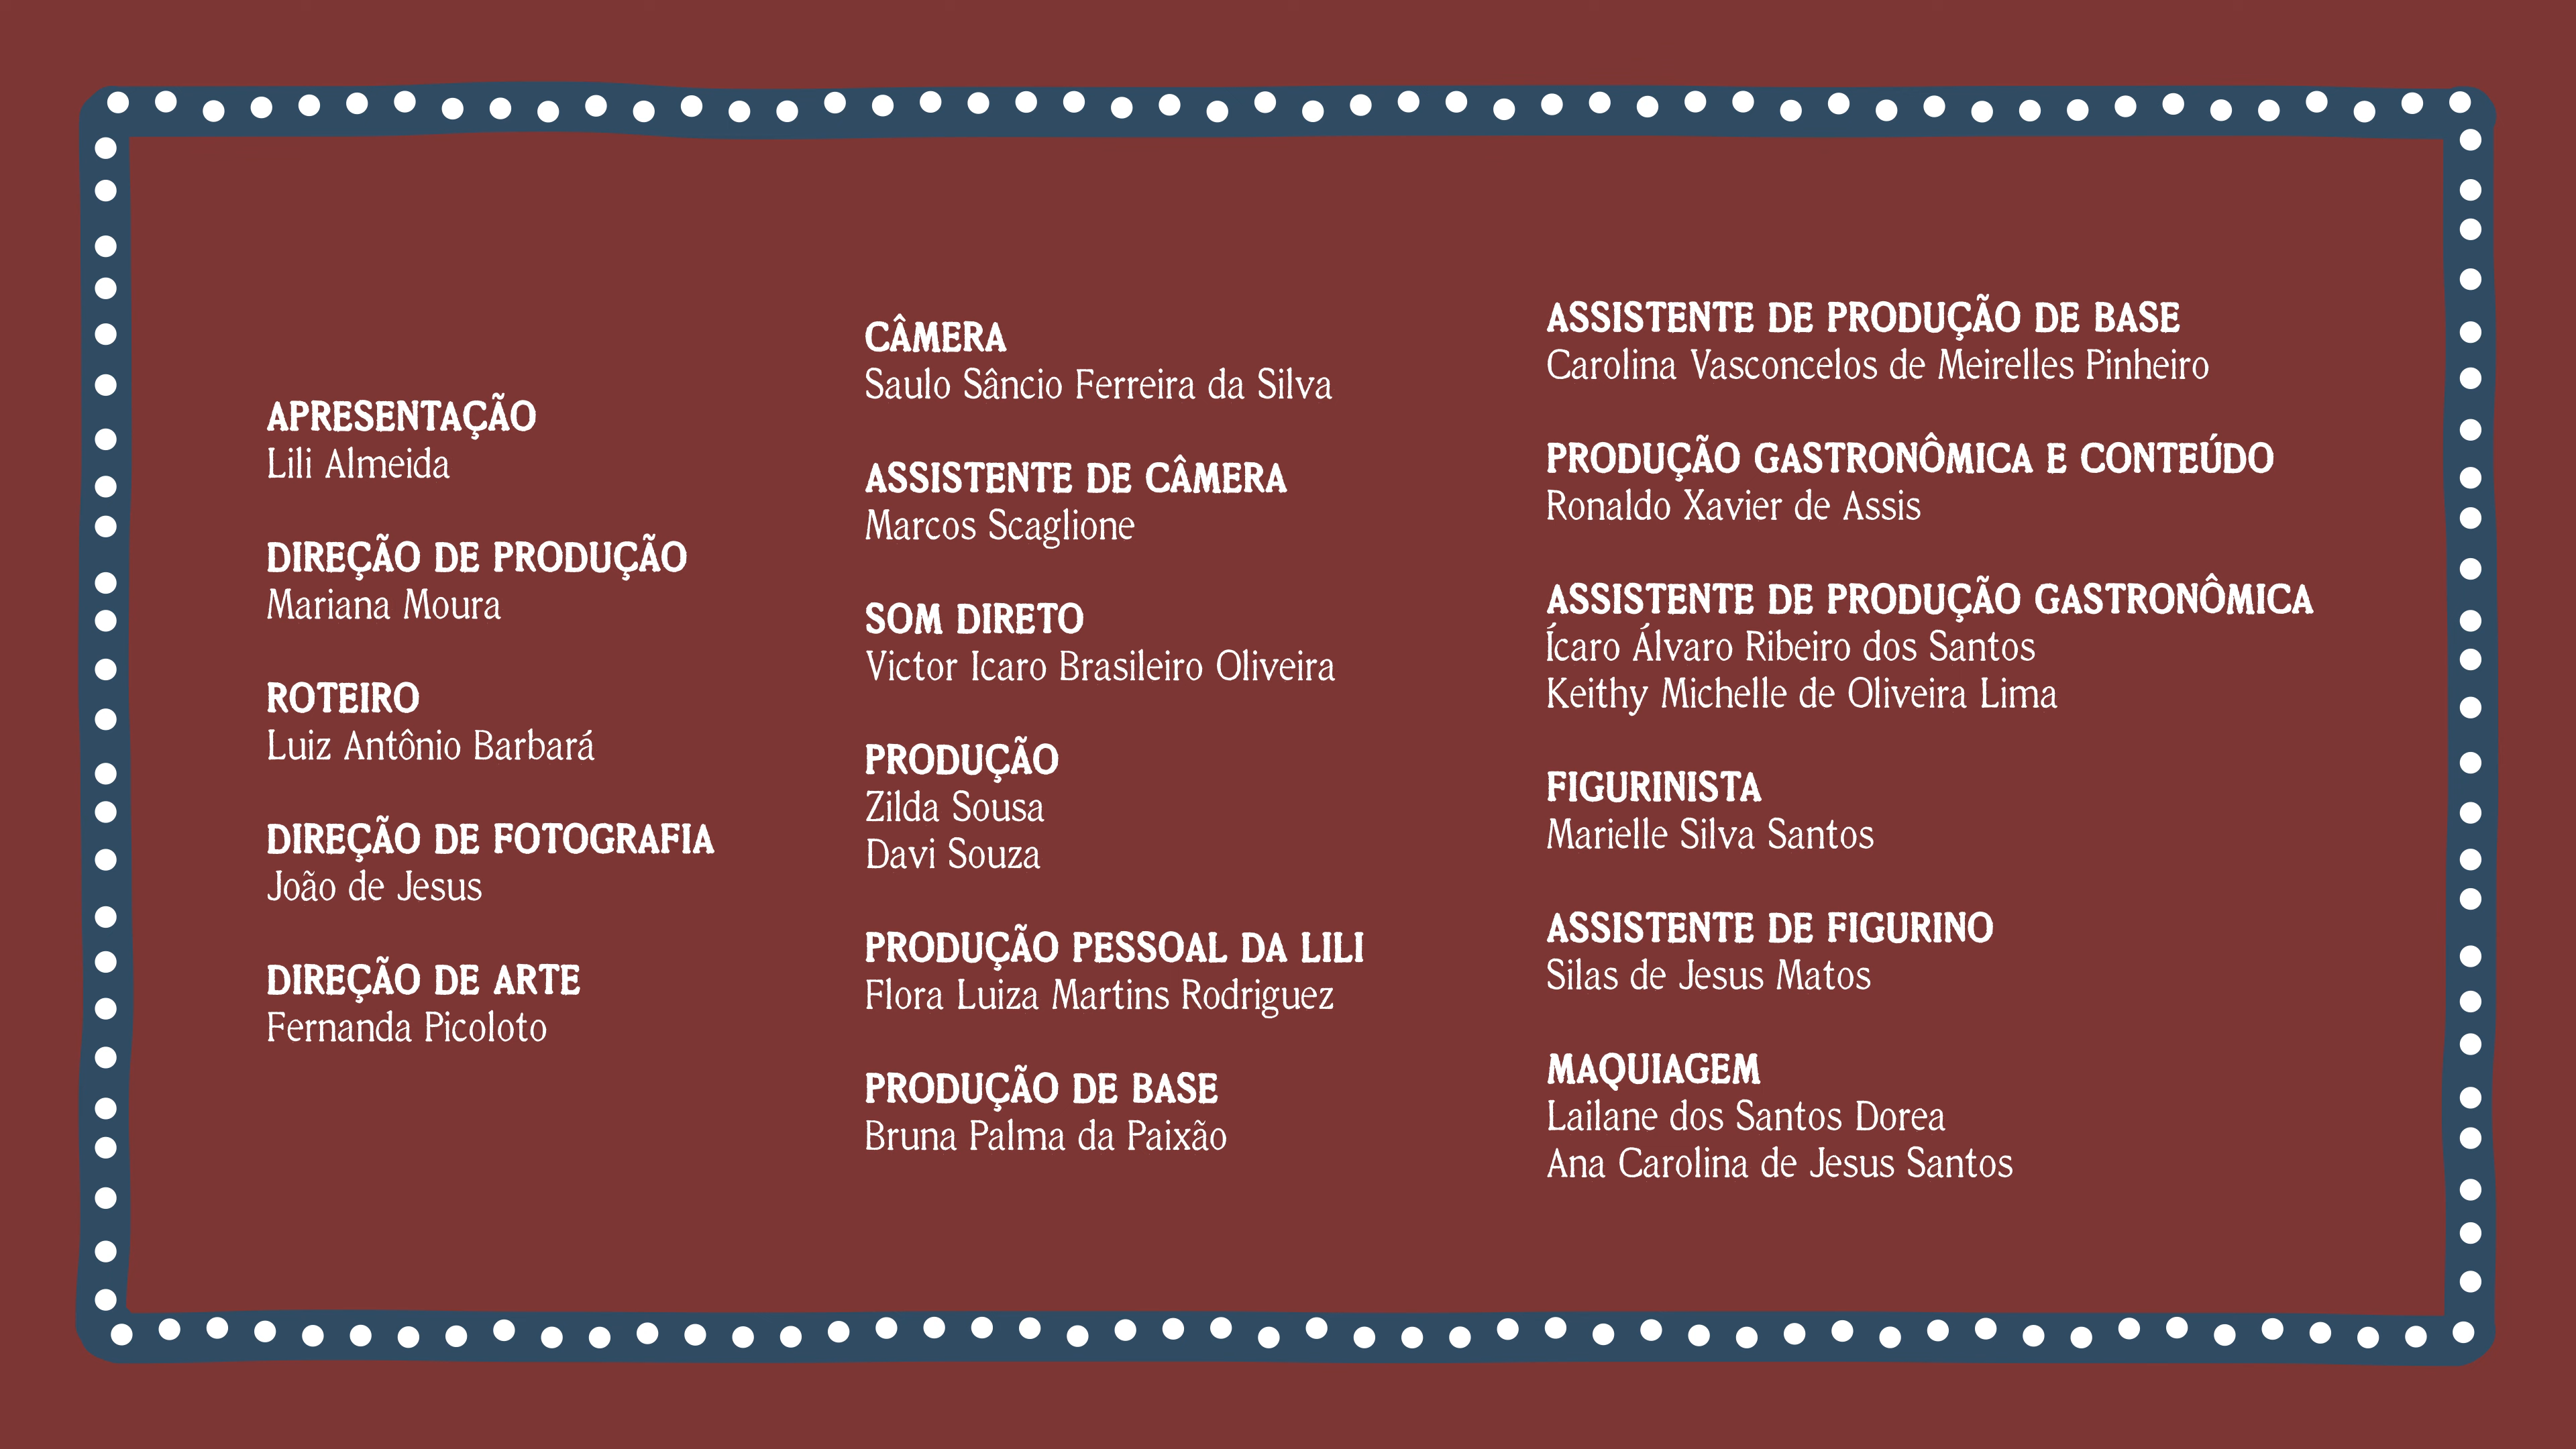 APRESENTAÇÃO
Lili Almeida
DIREÇÃO DE PRODUÇÃO
Mariana Moura
ROTEIRO
Luiz Antônio Barbará
DIREÇÃO DE FOTOGRAFIA
João de Jesus
DIREÇÃO DE ARTE
Fernanda Picoloto
CÂMERA
Saulo Sâncio Ferreira da Silva
ASSISTENTE DE CÂMERA
Marcos Scaglione
SOM DIRETO
Victor Icaro Brasileiro Oliveira
PRODUÇÃO
Zilda Sousa
Davi Souza
PRODUÇÃO PESSOAL DA LILI
Flora Luiza Martins Rodriguez
PRODUÇÃO DE BASE
Bruna Palma da Paixão
ASSISTENTE DE PRODUÇÃO DE BASE
Carolina Vasconcelos de Meirelles Pinheiro
PRODUÇÃO GASTRONÔMICA E CONTEÚDO
Ronaldo Xavier de Assis
ASSISTENTE DE PRODUÇÃO GASTRONÔMICA
Ícaro Álvaro Ribeiro dos Santos
Keithy Michelle de Oliveira Lima
FIGURINISTA
Marielle Silva Santos
ASSISTENTE DE FIGURINO
Silas de Jesus Matos
MAQUIAGEM
Lailane dos Santos Dorea
Ana Carolina de Jesus Santos